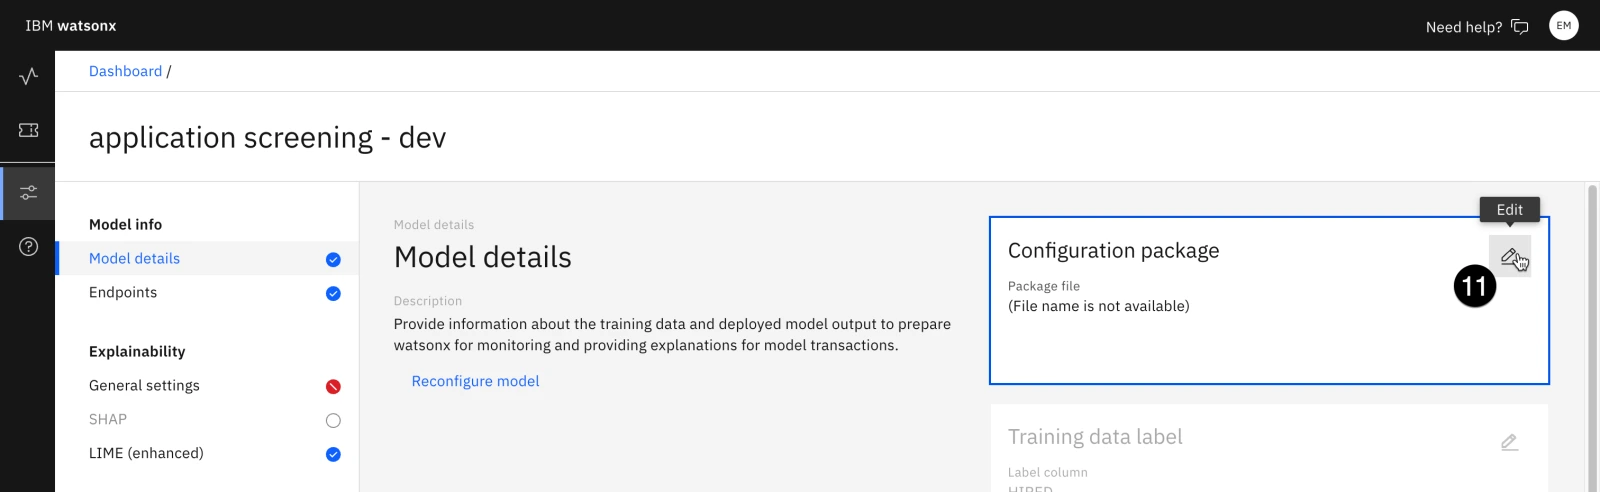 IBM watsonx
Need help?
EM
Dashboard /
application screening - dev
Model info
Model details
Endpoints
Explainability
General settings
SHAP
LIME (enhanced)
Model details
Model details
Description
Provide information about the training data and deployed model output to prepare
watsonx for monitoring and providing explanations for model transactions.
Reconfigure model
Edit
Configuration package
Package file
(File name is not available)
11
Training data label
Label column
HIRED